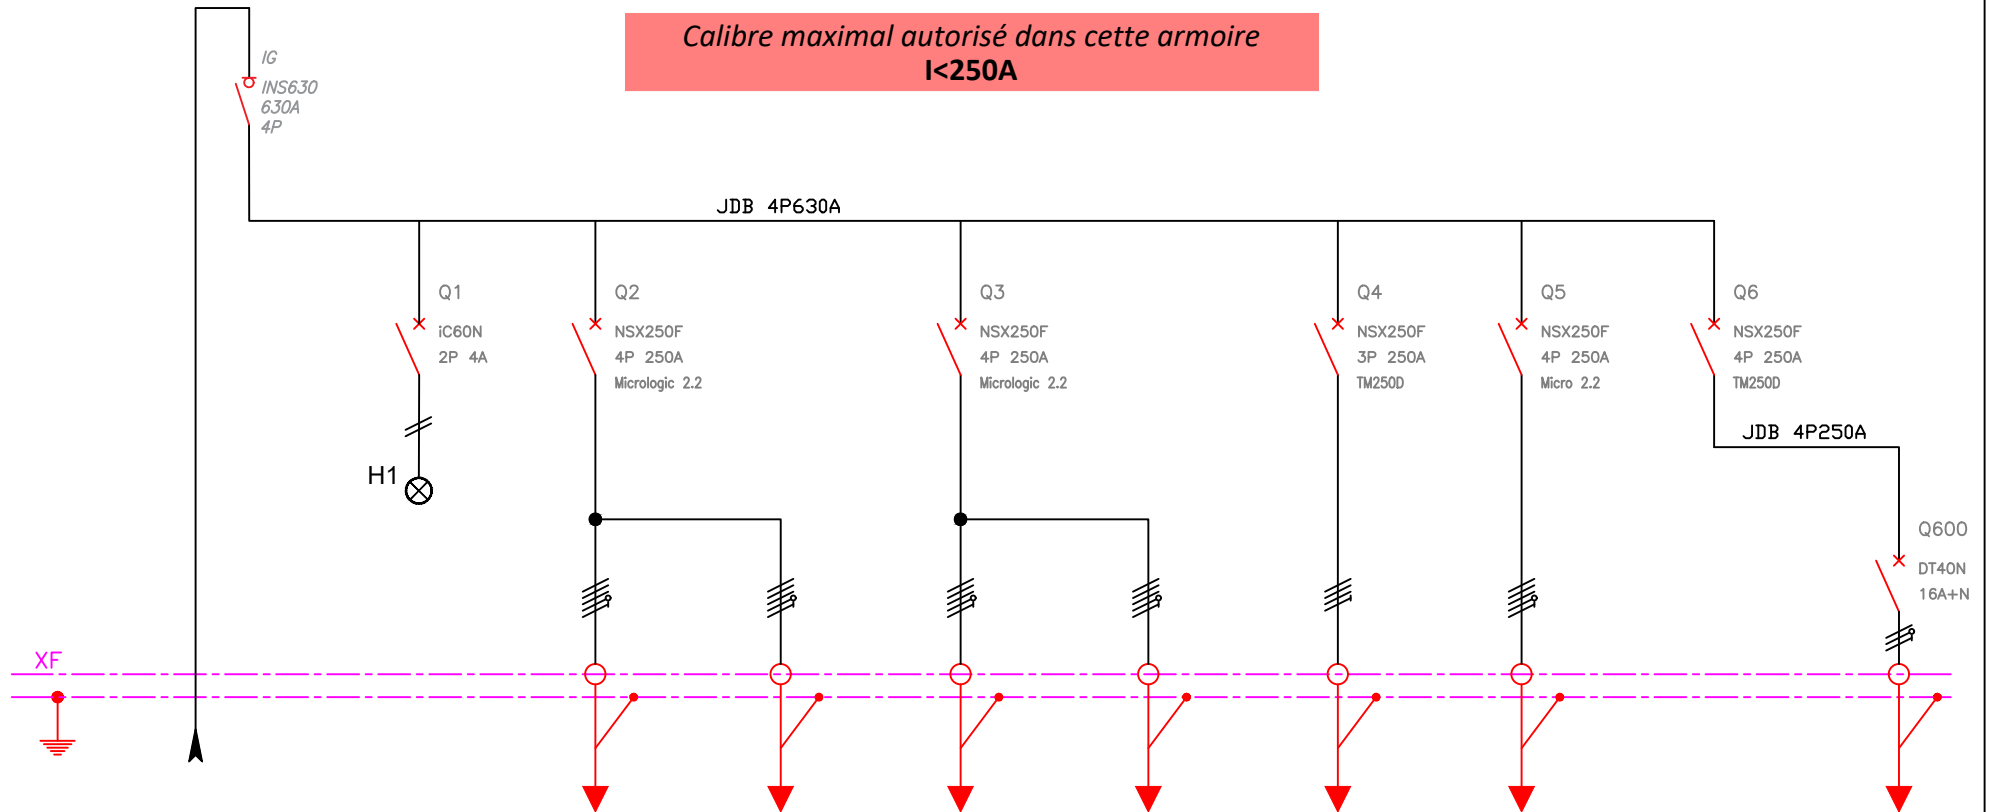 Calibre maximal autorisé dans cette armoire
I<250A
IG
INS630
630A
4P
JDB 4P630A
Q1
iC60N
2P 4A
H1
Q2
NSX250F
4P 250A
Micrologic 2.2
Q3
NSX250F
4P 250A
Micrologic 2.2
Q4
NSX250F
3P 250A
TM250D
Q5
NSX250F
4P 250A
Micro 2.2
Q6
NSX250F
4P 250A
TM250D
JDB 4P250A
Q600
DT40N
16A+N
XF